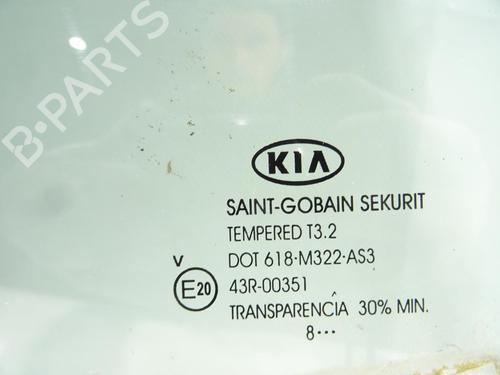 B-PARTS
KIA
SAINT-GOBAIN SEKURIT
TEMPERED T3.2
DOT 618-M322-AS3
V
E20 43R-00351
TRANSPARENCIA 30% MIN.
8•••